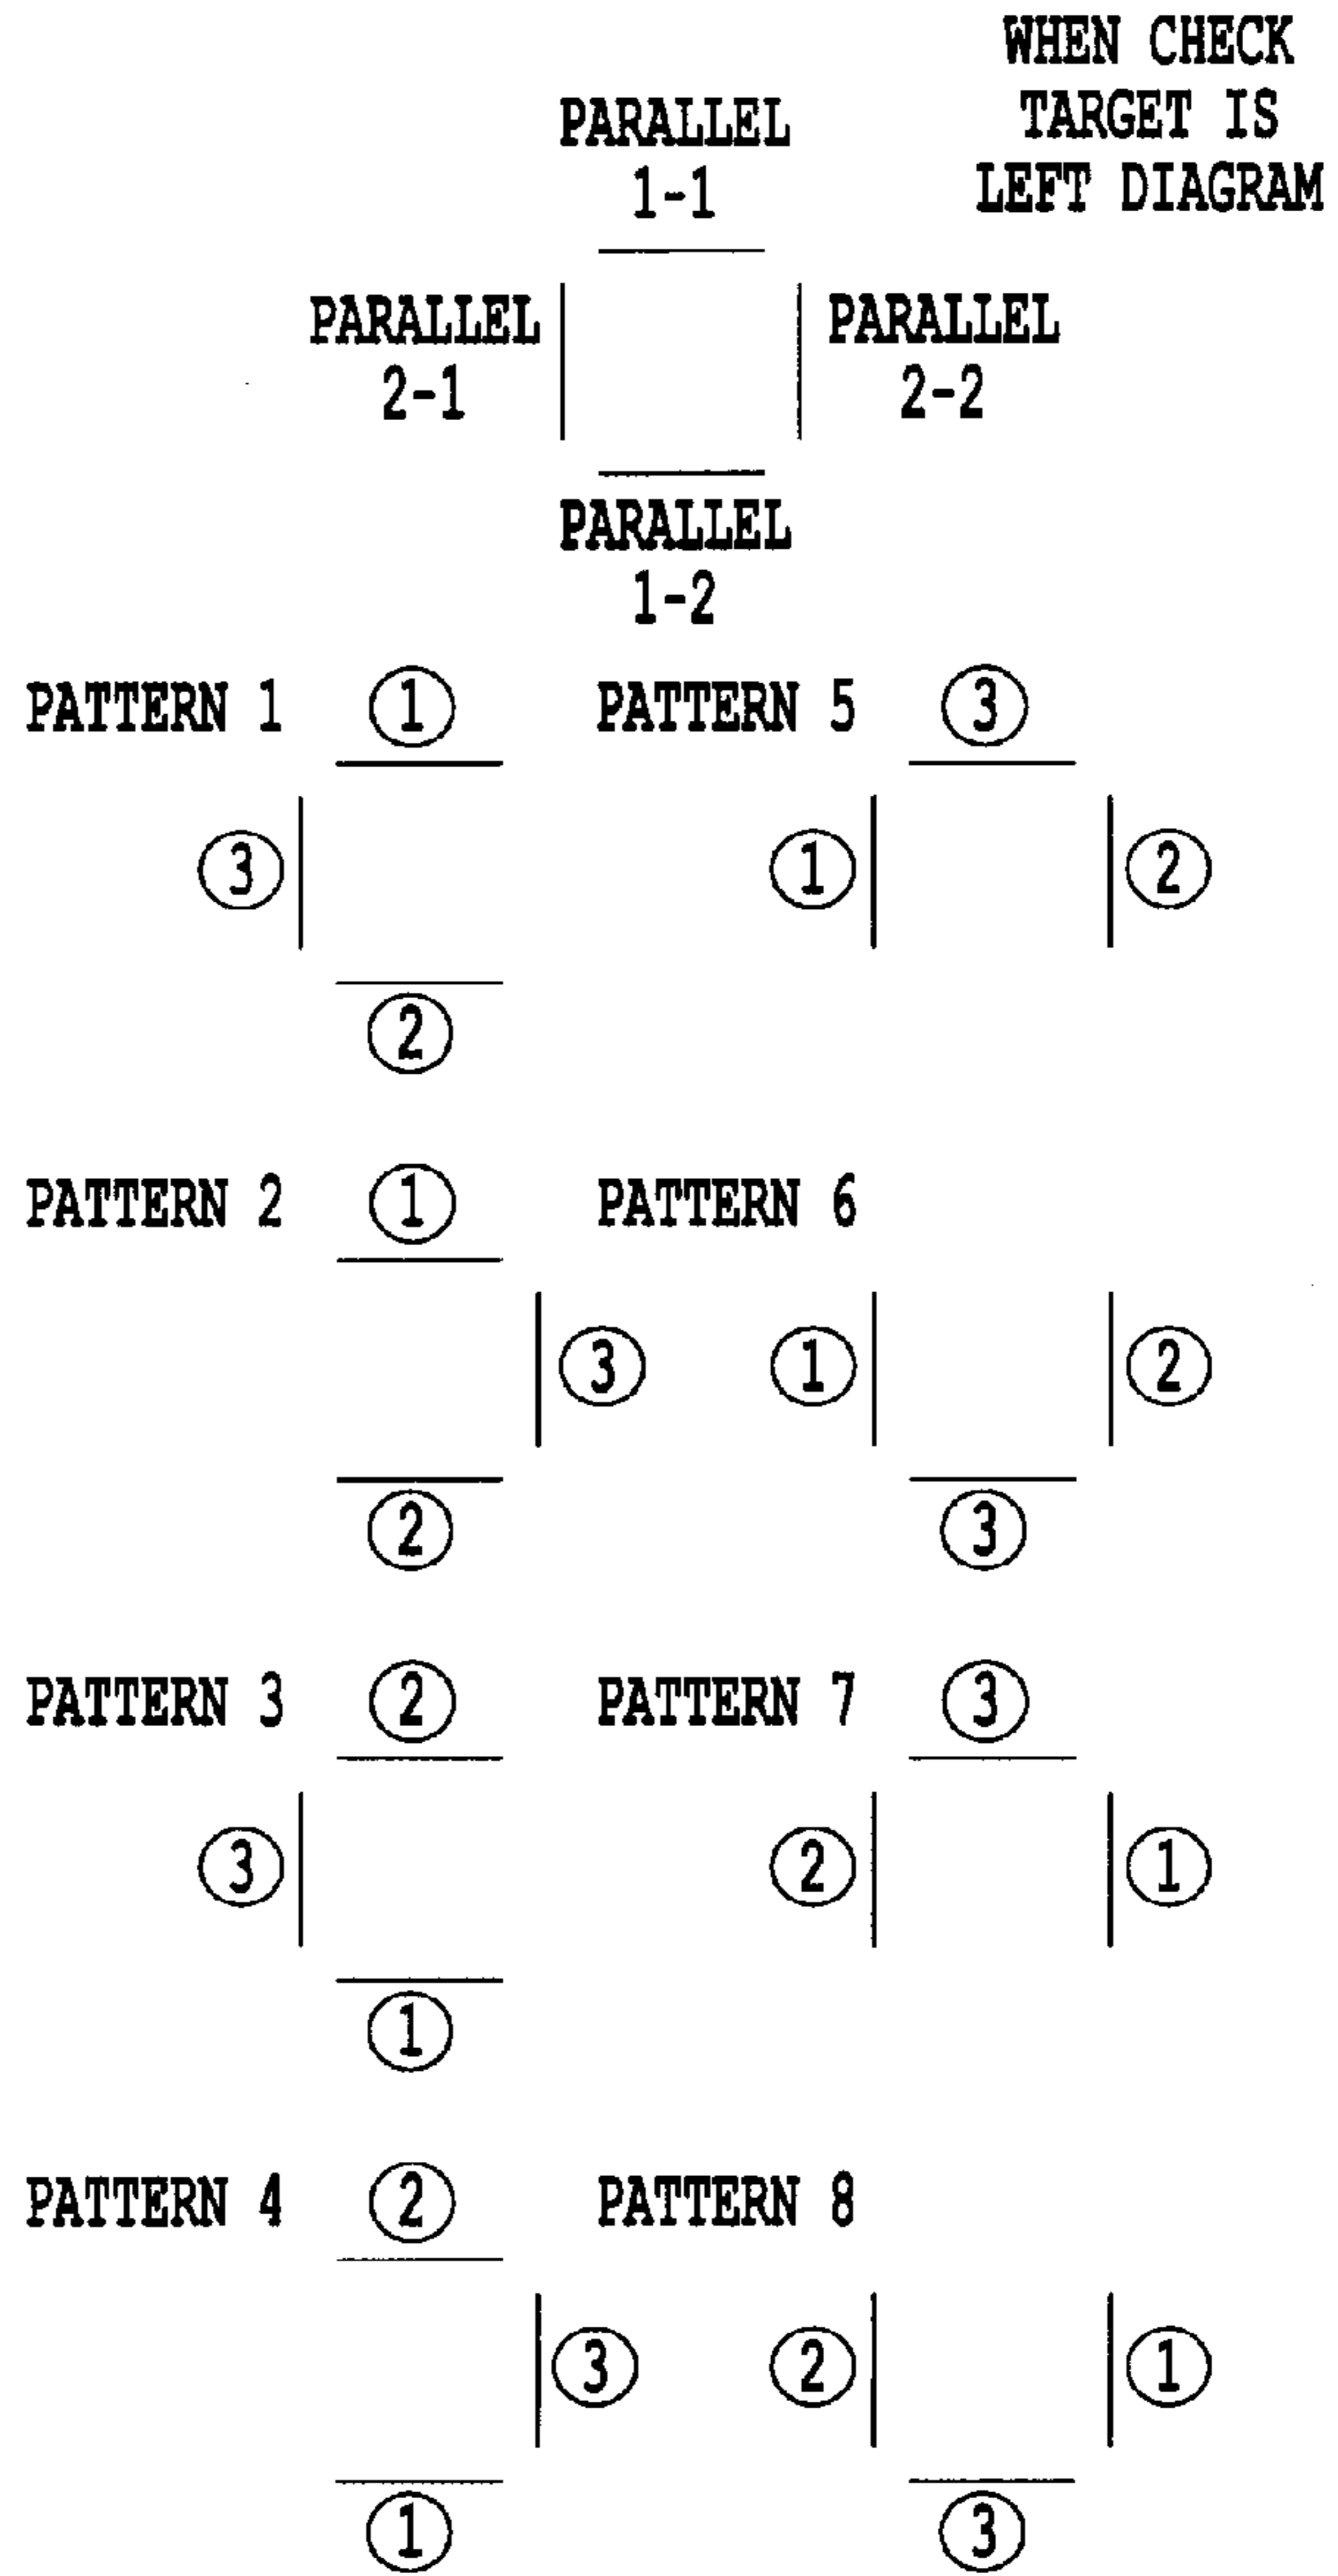 WHEN CHECK
TARGET IS
LEFT DIAGRAM
PARALLEL
1-1
PARALLEL
2-1
PARALLEL
2-2
PARALLEL
1-2
PATTERN 1
①
③
②
PATTERN 5
③
①
②
PATTERN 2
①
③
②
PATTERN 6
①
②
③
PATTERN 3
②
③
①
PATTERN 7
③
②
①
PATTERN 4
②
③
①
PATTERN 8
②
①
③